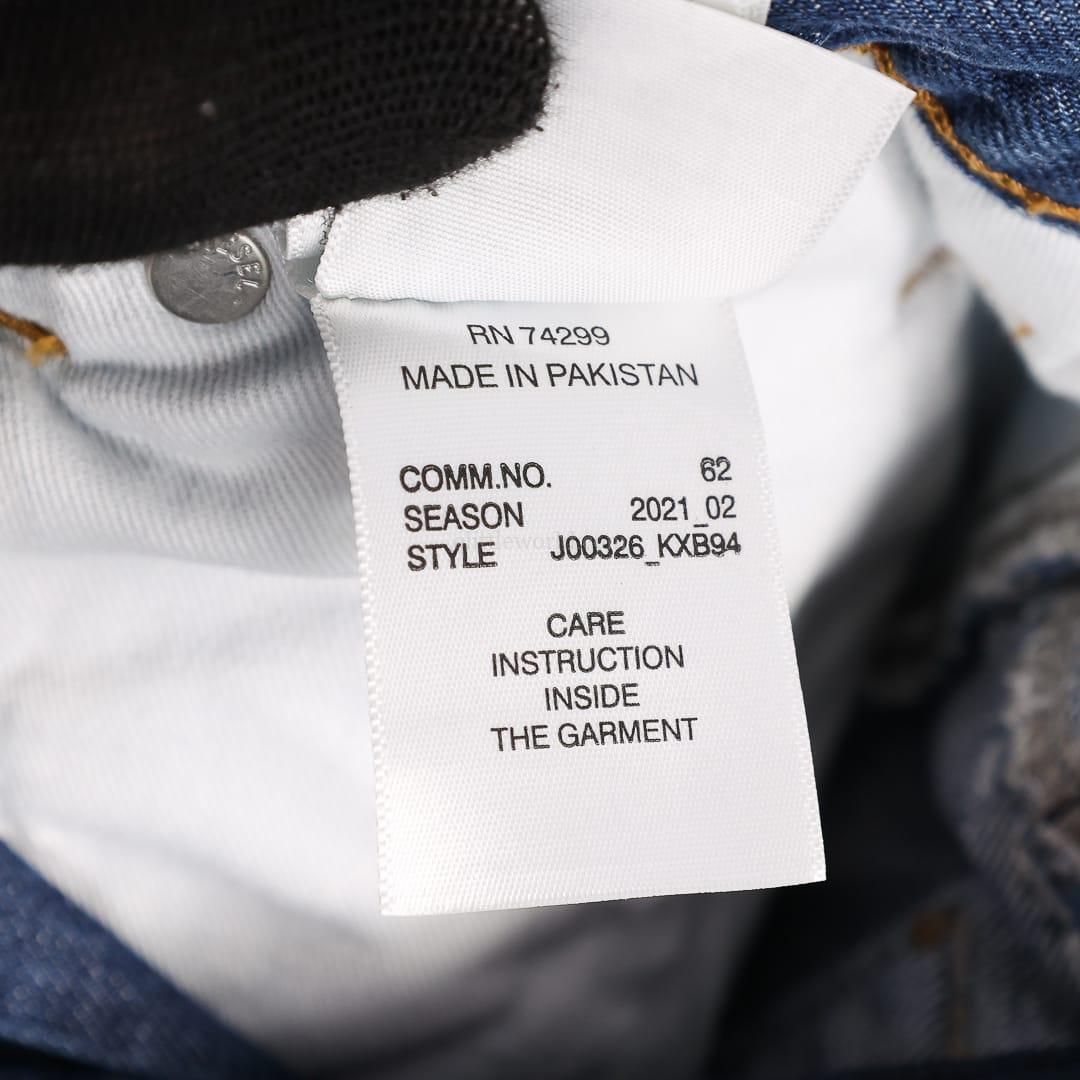 RN 74299
MADE IN PAKISTAN
COMM.NO. 62
SEASON 2021_02
STYLE J00326_KXB94
CARE
INSTRUCTION
INSIDE
THE GARMENT